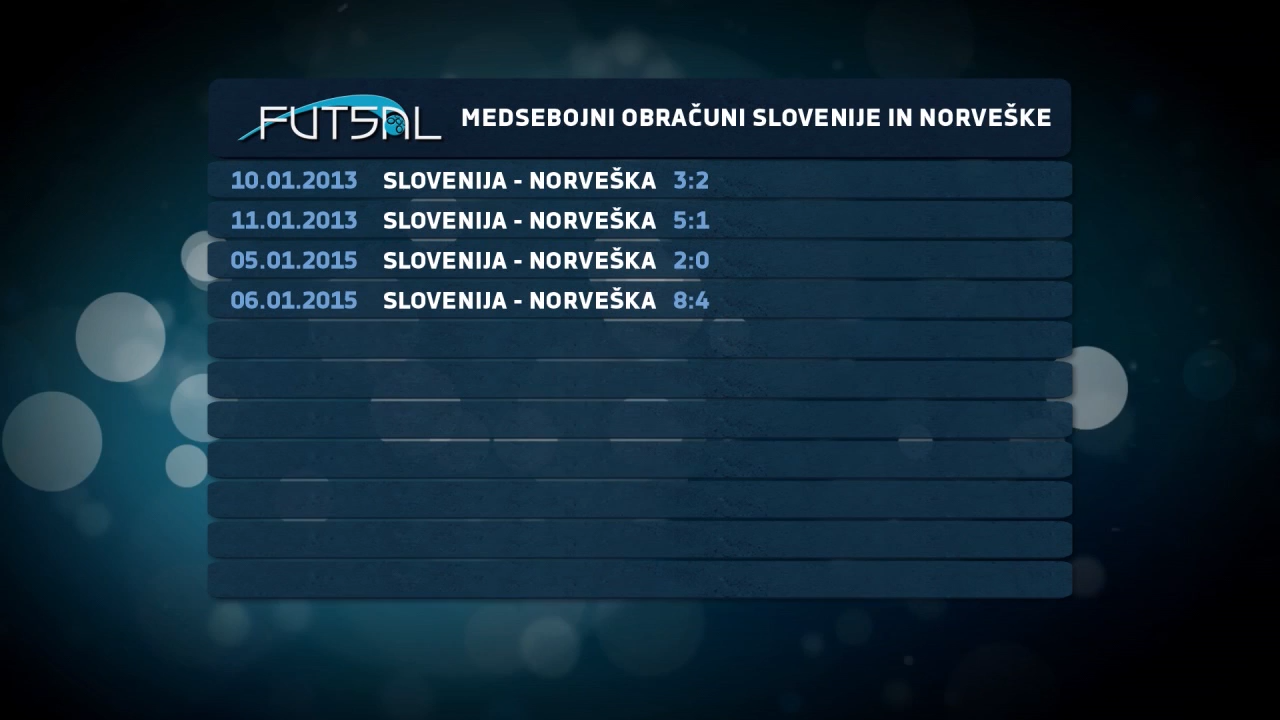 FUTSAL MEDSEBOJNI OBRAČUNI SLOVENIJE IN NORVEŠKE
10.01.2013 SLOVENIJA - NORVEŠKA 3:2
11.01.2013 SLOVENIJA - NORVEŠKA 5:1
05.01.2015 SLOVENIJA - NORVEŠKA 2:0
06.01.2015 SLOVENIJA - NORVEŠKA 8:4